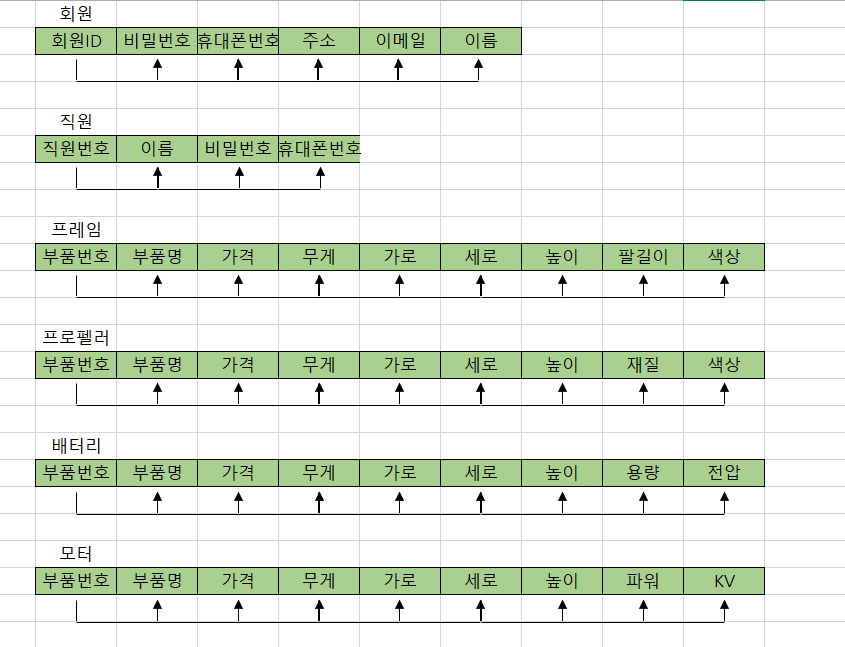 회원
회원ID 비밀번호 휴대폰번호 주소 이메일 이름
직원
직원번호 이름 비밀번호 휴대폰번호
프레임
부품번호 부품명 가격 무게 가로 세로 높이 팔길이 색상
프로펠러
부품번호 부품명 가격 무게 가로 세로 높이 재질 색상
배터리
부품번호 부품명 가격 무게 가로 세로 높이 용량 전압
모터
부품번호 부품명 가격 무게 가로 세로 높이 파워 KV